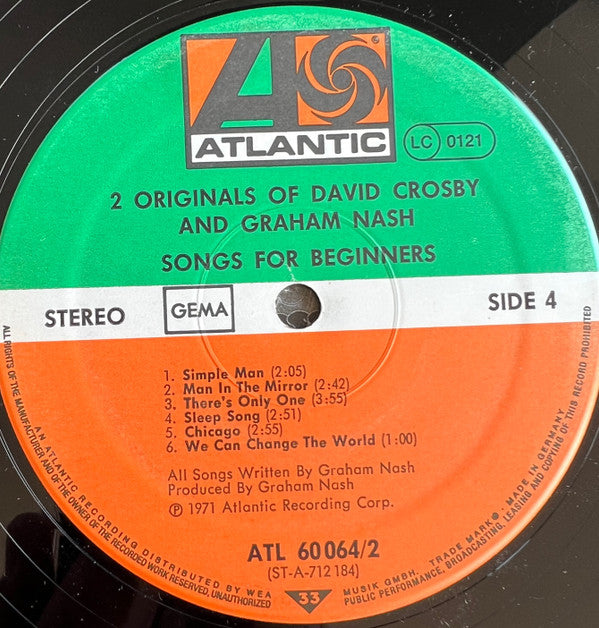 ATLANTIC
LC 0121
2 ORIGINALS OF DAVID CROSBY
AND GRAHAM NASH
SONGS FOR BEGINNERS
STEREO
GEMA
SIDE 4
1. Simple Man (2:05)
2. Man In The Mirror (2:42)
3. There's Only One (3:55)
4. Sleep Song (2:51)
5. Chicago (2:55)
6. We Can Change The World (1:00)
All Songs Written By Graham Nash
Produced By Graham Nash
℗ 1971 Atlantic Recording Corp.
ATL 60 064/2
(ST-A-712 184)
33
AN ATLANTIC RECORDING DISTRIBUTED BY WEA MUSIK GMBH. TRADE MARK®. MADE IN GERMANY
ALL RIGHTS OF THE MANUFACTURER AND OF THE OWNER OF THE RECORDED WORK RESERVED. UNAUTHORIZED PUBLIC PERFORMANCE, BROADCASTING, LEASING AND COPYING OF THIS RECORD PROHIBITED